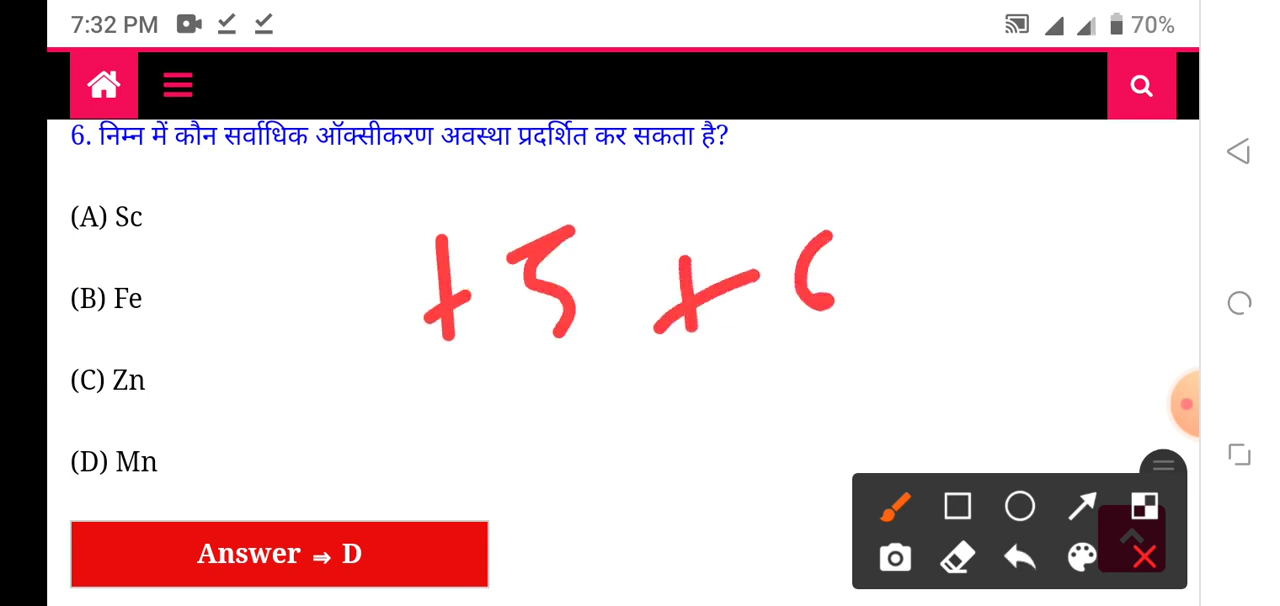 7:32 PM 70%
6. निम्न में कौन सर्वाधिक ऑक्सीकरण अवस्था प्रदर्शित कर सकता है?
(A) Sc
+5 +6
(B) Fe
(C) Zn
(D) Mn
Answer ⇒ D